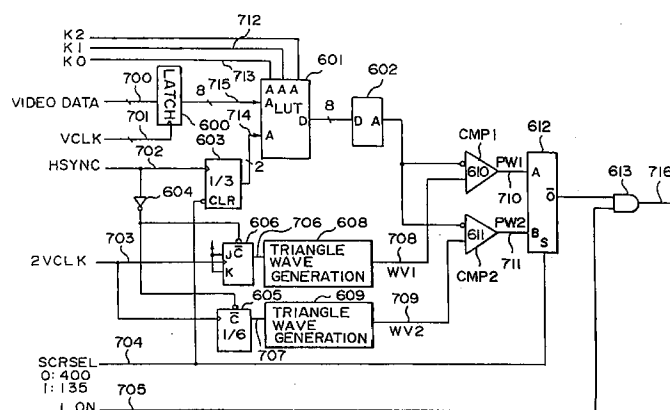 712
K2
K1
K0
713
601
602
VIDEO DATA
700
LATCH
8
715
AAA
A LUT
D
8
D A
VCLK
701
600
714
A
HSYNC
702
603
1/3
CLR
2
604
CMP1
610
PW1
710
612
A
O
613
716
703
606
706
608
708
611
PW2
711
B
S
2VCLK
J C
K
TRIANGLE
WAVE
GENERATION
WV1
CMP2
605
609
709
C
1/6
707
TRIANGLE
WAVE
GENERATION
WV2
SCRSEL
704
0: 400
1: 135
705